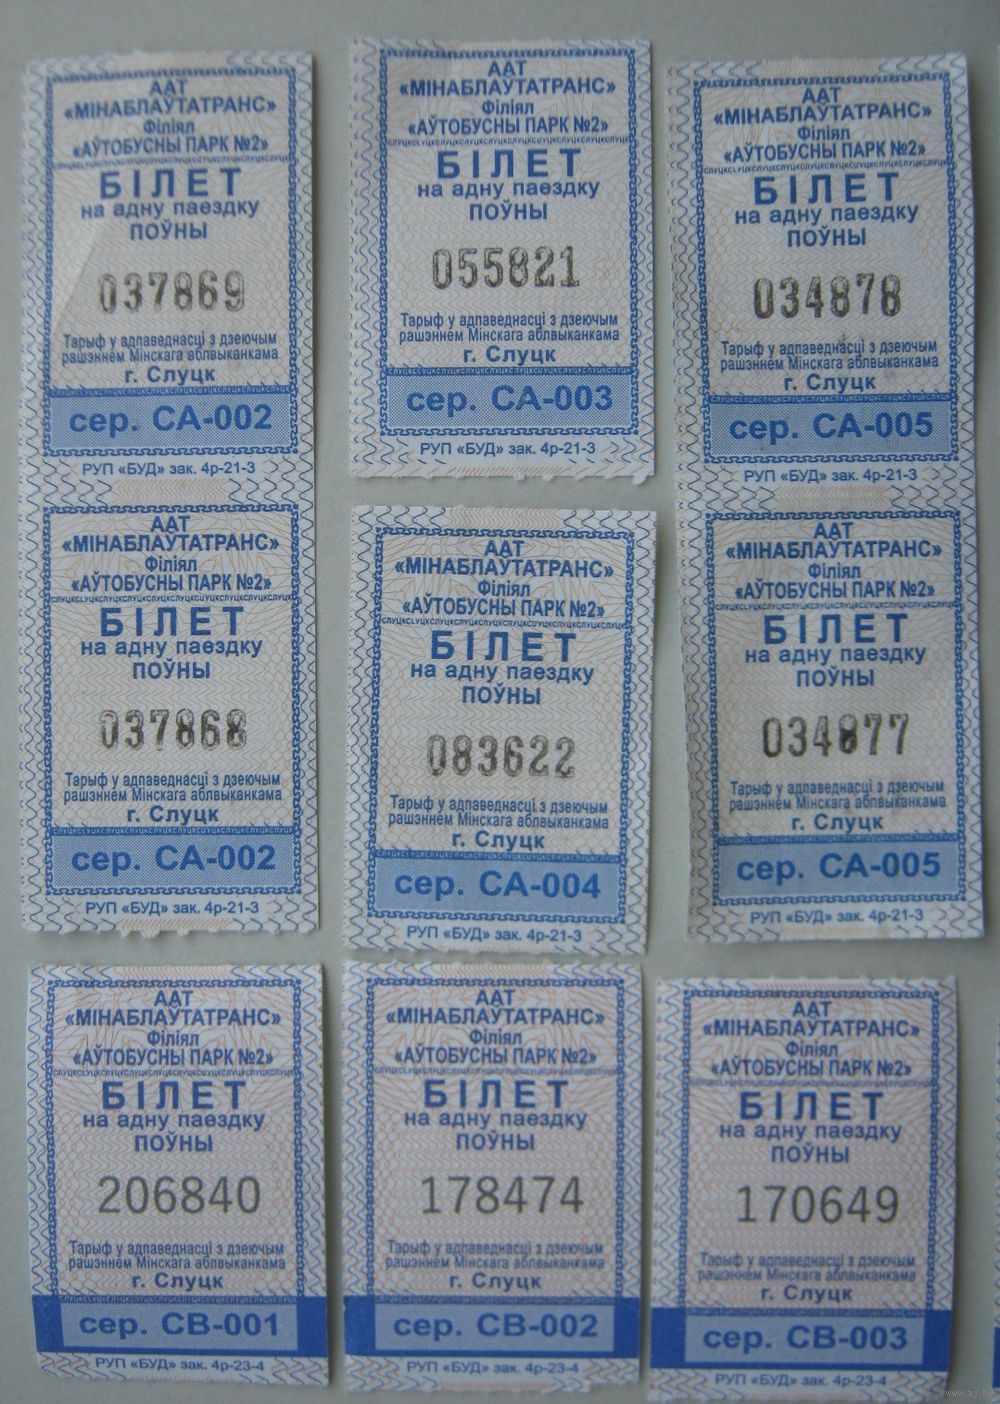 ААТ
«МІНАБЛАЎТАТРАНС»
Філіял
«АЎТОБУСНЫ ПАРК №2»
БІЛЕТ
на адну паездку
ПОЎНЫ
037869
Тарыф у адпаведнасці з дзеючым
рашэннем Мінскага аблвыканкама
г. Слуцк
сер. СА-002
РУП «БУД» зак. 4р-21-3
ААТ
«МІНАБЛАЎТАТРАНС»
Філіял
«АЎТОБУСНЫ ПАРК №2»
БІЛЕТ
на адну паездку
ПОЎНЫ
037868
Тарыф у адпаведнасці з дзеючым
рашэннем Мінскага аблвыканкама
г. Слуцк
сер. СА-002
РУП «БУД» зак. 4р-21-3
ААТ
«МІНАБЛАЎТАТРАНС»
Філіял
«АЎТОБУСНЫ ПАРК №2»
БІЛЕТ
на адну паездку
ПОЎНЫ
055821
Тарыф у адпаведнасці з дзеючым
рашэннем Мінскага аблвыканкама
г. Слуцк
сер. СА-003
РУП «БУД» зак. 4р-21-3
ААТ
«МІНАБЛАЎТАТРАНС»
Філіял
«АЎТОБУСНЫ ПАРК №2»
БІЛЕТ
на адну паездку
ПОЎНЫ
083622
Тарыф у адпаведнасці з дзеючым
рашэннем Мінскага аблвыканкама
г. Слуцк
сер. СА-004
РУП «БУД» зак. 4р-21-3
ААТ
«МІНАБЛАЎТАТРАНС»
Філіял
«АЎТОБУСНЫ ПАРК №2»
БІЛЕТ
на адну паездку
ПОЎНЫ
034878
Тарыф у адпаведнасці з дзеючым
рашэннем Мінскага аблвыканкама
г. Слуцк
сер. СА-005
РУП «БУД» зак. 4р-21-3
ААТ
«МІНАБЛАЎТАТРАНС»
Філіял
«АЎТОБУСНЫ ПАРК №2»
БІЛЕТ
на адну паездку
ПОЎНЫ
034877
Тарыф у адпаведнасці з дзеючым
рашэннем Мінскага аблвыканкама
г. Слуцк
сер. СА-005
РУП «БУД» зак. 4р-21-3
ААТ
«МІНАБЛАЎТАТРАНС»
Філіял
«АЎТОБУСНЫ ПАРК №2»
БІЛЕТ
на адну паездку
ПОЎНЫ
206840
Тарыф у адпаведнасці з дзеючым
рашэннем Мінскага аблвыканкама
г. Слуцк
сер. СВ-001
РУП «БУД» зак. 4р-23-4
ААТ
«МІНАБЛАЎТАТРАНС»
Філіял
«АЎТОБУСНЫ ПАРК №2»
БІЛЕТ
на адну паездку
ПОЎНЫ
178474
Тарыф у адпаведнасці з дзеючым
рашэннем Мінскага аблвыканкама
г. Слуцк
сер. СВ-002
РУП «БУД» зак. 4р-23-4
ААТ
«МІНАБЛАЎТАТРАНС»
Філіял
«АЎТОБУСНЫ ПАРК №2»
БІЛЕТ
на адну паездку
ПОЎНЫ
170649
Тарыф у адпаведнасці з дзеючым
рашэннем Мінскага аблвыканкама
г. Слуцк
сер. СВ-003
РУП «БУД» зак. 4р-23-4